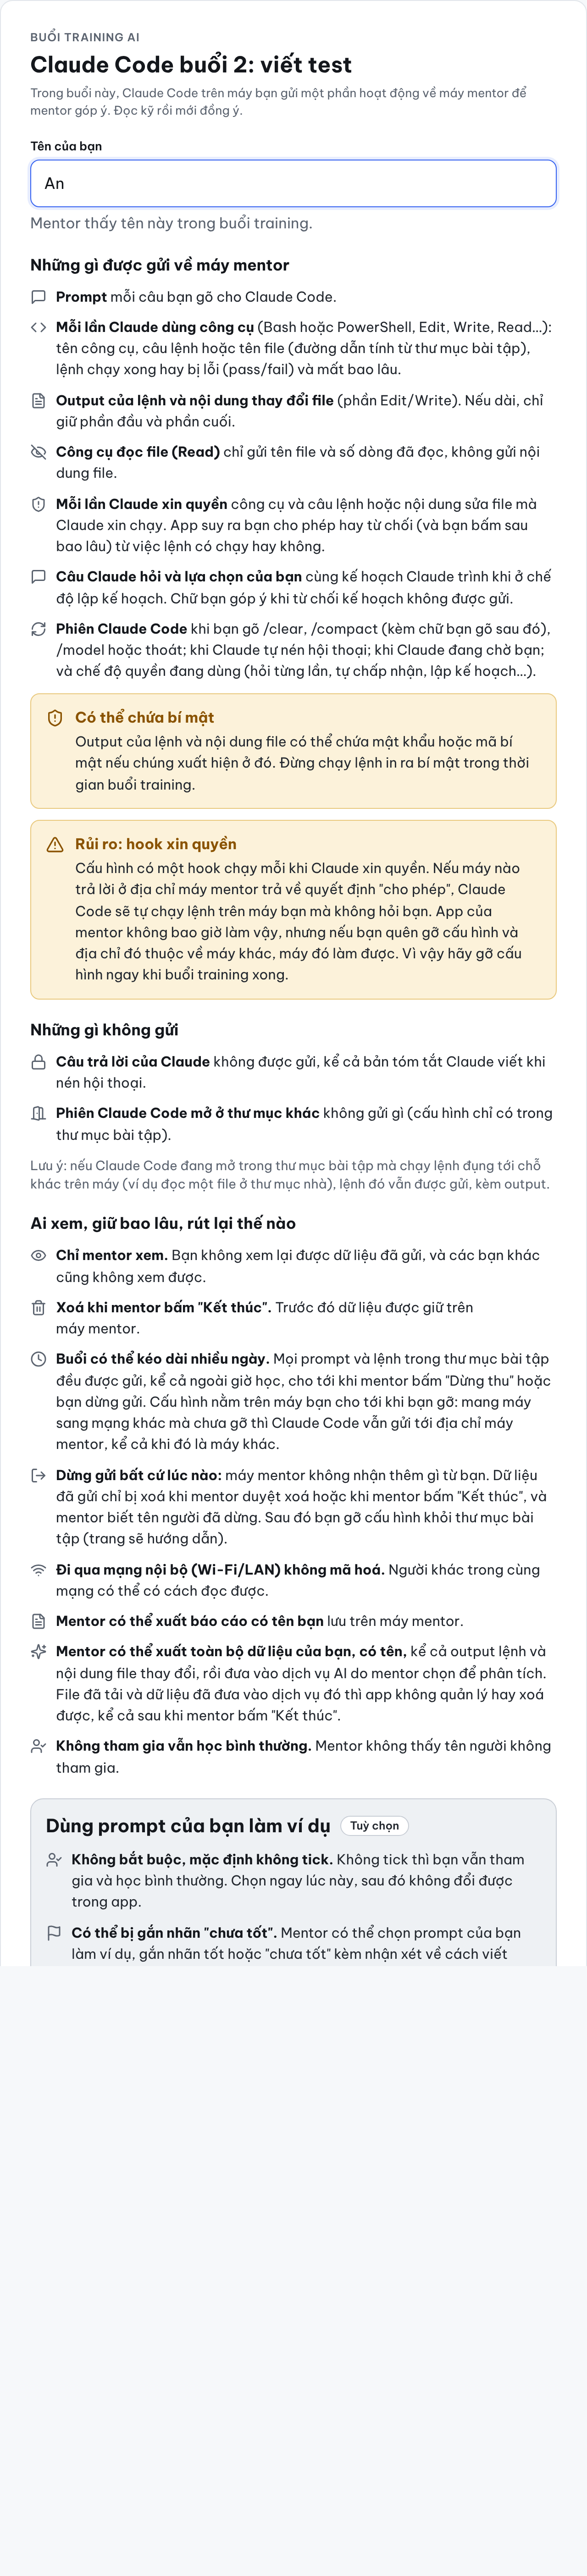 BUỔI TRAINING AI
Claude Code buổi 2: viết test
Trong buổi này, Claude Code trên máy bạn gửi một phần hoạt động về máy mentor để
mentor góp ý. Đọc kỹ rồi mới đồng ý.
Tên của bạn
An
Mentor thấy tên này trong buổi training.
Những gì được gửi về máy mentor
Prompt mỗi câu bạn gõ cho Claude Code.
Mỗi lần Claude dùng công cụ (Bash hoặc PowerShell, Edit, Write, Read…):
tên công cụ, câu lệnh hoặc tên file (đường dẫn tính từ thư mục bài tập),
lệnh chạy xong hay bị lỗi (pass/fail) và mất bao lâu.
Output của lệnh và nội dung thay đổi file (phần Edit/Write). Nếu dài, chỉ
giữ phần đầu và phần cuối.
Công cụ đọc file (Read) chỉ gửi tên file và số dòng đã đọc, không gửi nội
dung file.
Mỗi lần Claude xin quyền công cụ và câu lệnh hoặc nội dung sửa file mà
Claude xin chạy. App suy ra bạn cho phép hay từ chối (và bạn bấm sau
bao lâu) từ việc lệnh có chạy hay không.
Câu Claude hỏi và lựa chọn của bạn cùng kế hoạch Claude trình khi ở chế
độ lập kế hoạch. Chữ bạn góp ý khi từ chối kế hoạch không được gửi.
Phiên Claude Code khi bạn gõ /clear, /compact (kèm chữ bạn gõ sau đó),
/model hoặc thoát; khi Claude tự nén hội thoại; khi Claude đang chờ bạn;
và chế độ quyền đang dùng (hỏi từng lần, tự chấp nhận, lập kế hoạch…).
Có thể chứa bí mật
Output của lệnh và nội dung file có thể chứa mật khẩu hoặc mã bí
mật nếu chúng xuất hiện ở đó. Đừng chạy lệnh in ra bí mật trong thời
gian buổi training.
Rủi ro: hook xin quyền
Cấu hình có một hook chạy mỗi khi Claude xin quyền. Nếu máy nào
trả lời ở địa chỉ máy mentor trả về quyết định "cho phép", Claude
Code sẽ tự chạy lệnh trên máy bạn mà không hỏi bạn. App của
mentor không bao giờ làm vậy, nhưng nếu bạn quên gỡ cấu hình và
địa chỉ đó thuộc về máy khác, máy đó làm được. Vì vậy hãy gỡ cấu
hình ngay khi buổi training xong.
Những gì không gửi
Câu trả lời của Claude không được gửi, kể cả bản tóm tắt Claude viết khi
nén hội thoại.
Phiên Claude Code mở ở thư mục khác không gửi gì (cấu hình chỉ có trong
thư mục bài tập).
Lưu ý: nếu Claude Code đang mở trong thư mục bài tập mà chạy lệnh đụng tới chỗ
khác trên máy (ví dụ đọc một file ở thư mục nhà), lệnh đó vẫn được gửi, kèm output.
Ai xem, giữ bao lâu, rút lại thế nào
Chỉ mentor xem. Bạn không xem lại được dữ liệu đã gửi, và các bạn khác
cũng không xem được.
Xoá khi mentor bấm "Kết thúc". Trước đó dữ liệu được giữ trên
máy mentor.
Buổi có thể kéo dài nhiều ngày. Mọi prompt và lệnh trong thư mục bài tập
đều được gửi, kể cả ngoài giờ học, cho tới khi mentor bấm "Dừng thu" hoặc
bạn dừng gửi. Cấu hình nằm trên máy bạn cho tới khi bạn gỡ: mang máy
sang mạng khác mà chưa gỡ thì Claude Code vẫn gửi tới địa chỉ máy
mentor, kể cả khi đó là máy khác.
Dừng gửi bất cứ lúc nào: máy mentor không nhận thêm gì từ bạn. Dữ liệu
đã gửi chỉ bị xoá khi mentor duyệt xoá hoặc khi mentor bấm "Kết thúc", và
mentor biết tên người đã dừng. Sau đó bạn gỡ cấu hình khỏi thư mục bài
tập (trang sẽ hướng dẫn).
Đi qua mạng nội bộ (Wi-Fi/LAN) không mã hoá. Người khác trong cùng
mạng có thể có cách đọc được.
Mentor có thể xuất báo cáo có tên bạn lưu trên máy mentor.
Mentor có thể xuất toàn bộ dữ liệu của bạn, có tên, kể cả output lệnh và
nội dung file thay đổi, rồi đưa vào dịch vụ AI do mentor chọn để phân tích.
File đã tải và dữ liệu đã đưa vào dịch vụ đó thì app không quản lý hay xoá
được, kể cả sau khi mentor bấm "Kết thúc".
Không tham gia vẫn học bình thường. Mentor không thấy tên người không
tham gia.
Dùng prompt của bạn làm ví dụ Tuỳ chọn
Không bắt buộc, mặc định không tick. Không tick thì bạn vẫn tham
gia và học bình thường. Chọn ngay lúc này, sau đó không đổi được
trong app.
Có thể bị gắn nhãn "chưa tốt". Mentor có thể chọn prompt của bạn
làm ví dụ, gắn nhãn tốt hoặc "chưa tốt" kèm nhận xét về cách viết